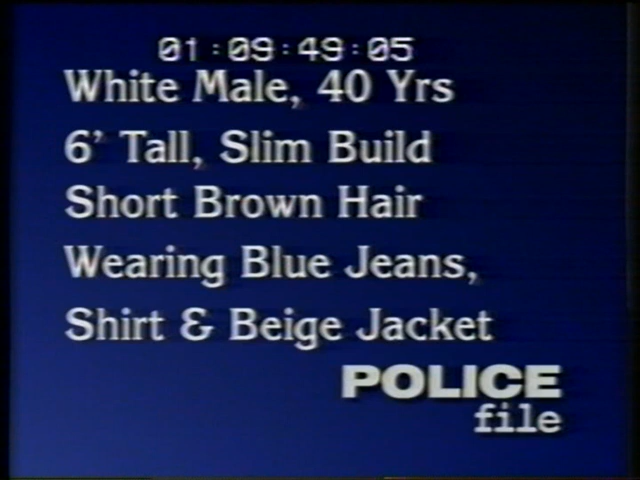 01:09:49:05
White Male, 40 Yrs
6' Tall, Slim Build
Short Brown Hair
Wearing Blue Jeans,
Shirt & Beige Jacket
POLICE
file